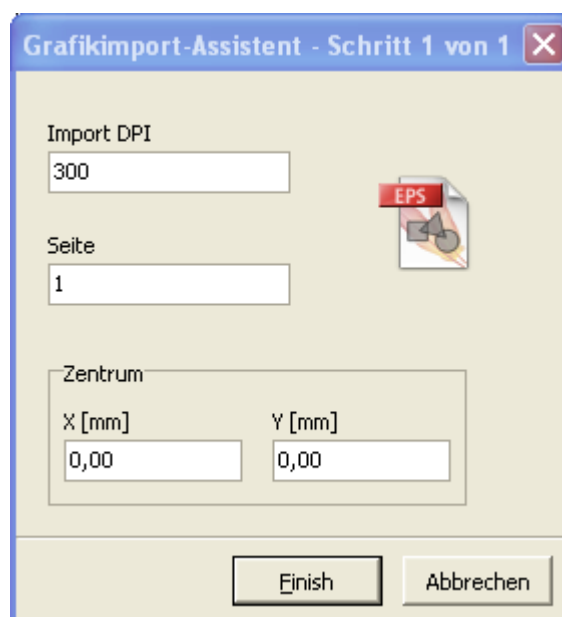 Grafikimport-Assistent - Schritt 1 von 1
Import DPI
300
EPS
Seite
1
Zentrum
X [mm] Y [mm]
0,00 0,00
Finish Abbrechen